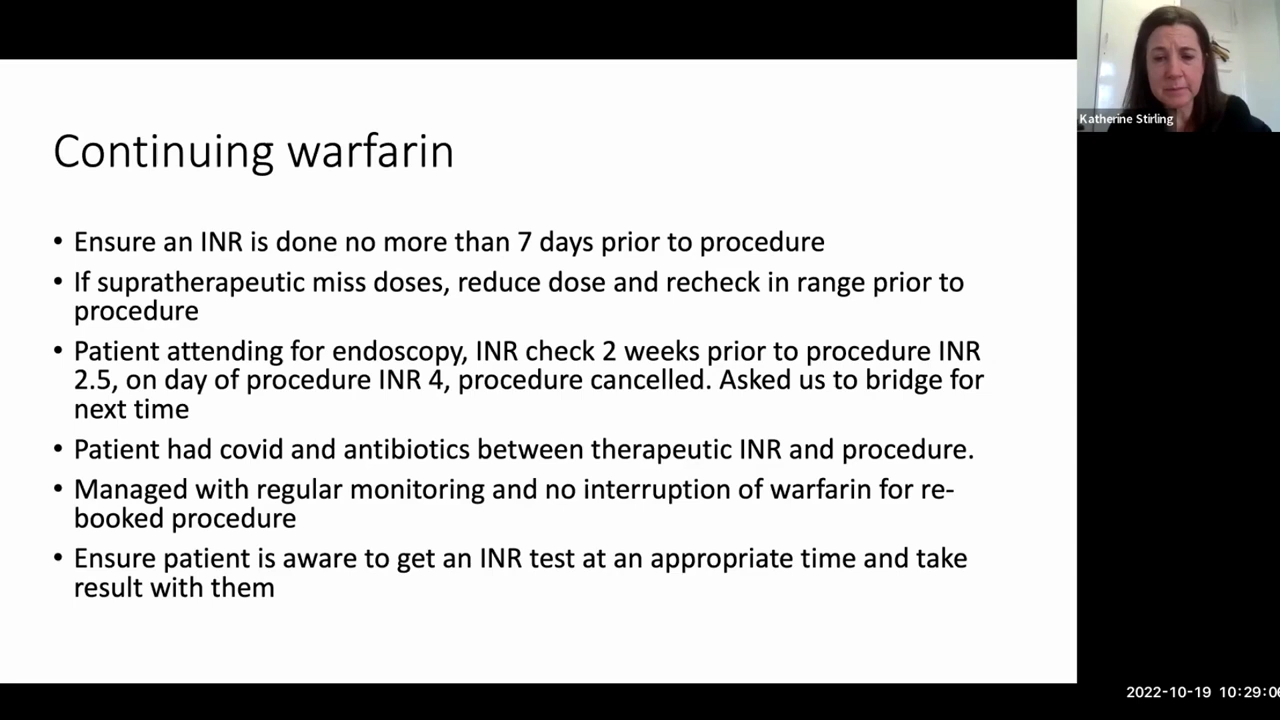 Continuing warfarin
• Ensure an INR is done no more than 7 days prior to procedure
• If supratherapeutic miss doses, reduce dose and recheck in range prior to
procedure
• Patient attending for endoscopy, INR check 2 weeks prior to procedure INR
2.5, on day of procedure INR 4, procedure cancelled. Asked us to bridge for
next time
• Patient had covid and antibiotics between therapeutic INR and procedure.
• Managed with regular monitoring and no interruption of warfarin for re-
booked procedure
• Ensure patient is aware to get an INR test at an appropriate time and take
result with them
Katherine Stirling
2022-10-19 10:29:06